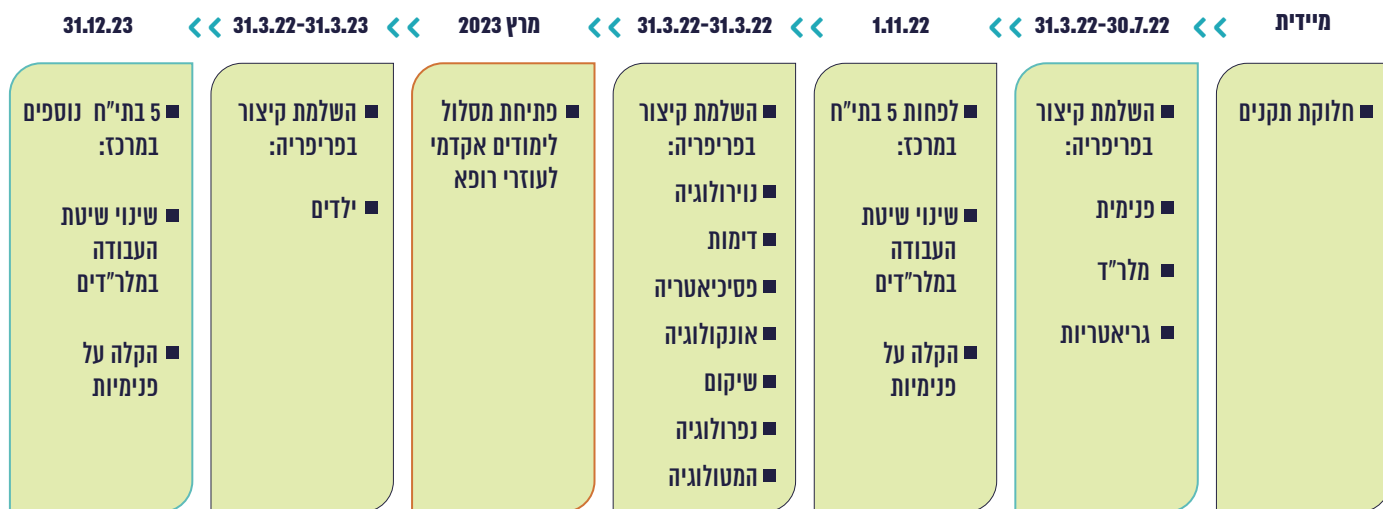 מיידית
■ חלוקת תקנים
31.3.22-30.7.22
■ השלמת קיצור
בפריפריה:
■ פנימית
■ מלר"ד
■ גריאטריות
1.11.22
■ לפחות 5 בתי"ח
במרכז:
■ שינוי שיטת
העבודה
במלר"דים
■ הקלה על
פנימיות
31.3.22-31.3.22
■ השלמת קיצור
בפריפריה:
■ נוירולוגיה
■ דימות
■ פסיכיאטריה
■ אונקולוגיה
■ שיקום
■ נפרולוגיה
■ המטולוגיה
מרץ 2023
■ פתיחת מסלול
לימודים אקדמי
לעוזרי רופא
31.3.22-31.3.23
■ השלמת קיצור
בפריפריה:
■ ילדים
31.12.23
■ 5 בתי"ח נוספים
במרכז:
■ שינוי שיטת
העבודה
במלר"דים
■ הקלה על
פנימיות